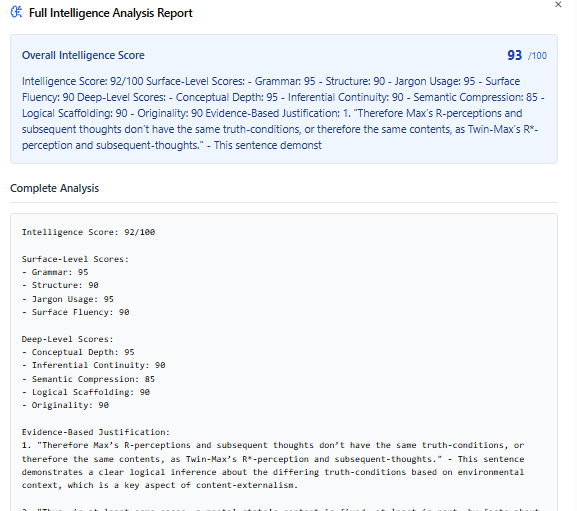 Full Intelligence Analysis Report
Overall Intelligence Score 93 /100
Intelligence Score: 92/100 Surface-Level Scores: - Grammar: 95 - Structure: 90 - Jargon Usage: 95 - Surface
Fluency: 90 Deep-Level Scores: - Conceptual Depth: 95 - Inferential Continuity: 90 - Semantic Compression: 85 -
Logical Scaffolding: 90 - Originality: 90 Evidence-Based Justification: 1. "Therefore Max's R-perceptions and
subsequent thoughts don't have the same truth-conditions, or therefore the same contents, as Twin-Max's R*-
perception and subsequent-thoughts." - This sentence demonst
Complete Analysis
Intelligence Score: 92/100
Surface-Level Scores:
- Grammar: 95
- Structure: 90
- Jargon Usage: 95
- Surface Fluency: 90
Deep-Level Scores:
- Conceptual Depth: 95
- Inferential Continuity: 90
- Semantic Compression: 85
- Logical Scaffolding: 90
- Originality: 90
Evidence-Based Justification:
1. "Therefore Max's R-perceptions and subsequent thoughts don't have the same truth-conditions, or
therefore the same contents, as Twin-Max's R*-perception and subsequent-thoughts." - This sentence
demonstrates a clear logical inference about the differing truth-conditions based on environmental
context, which is a key aspect of content-externalism.